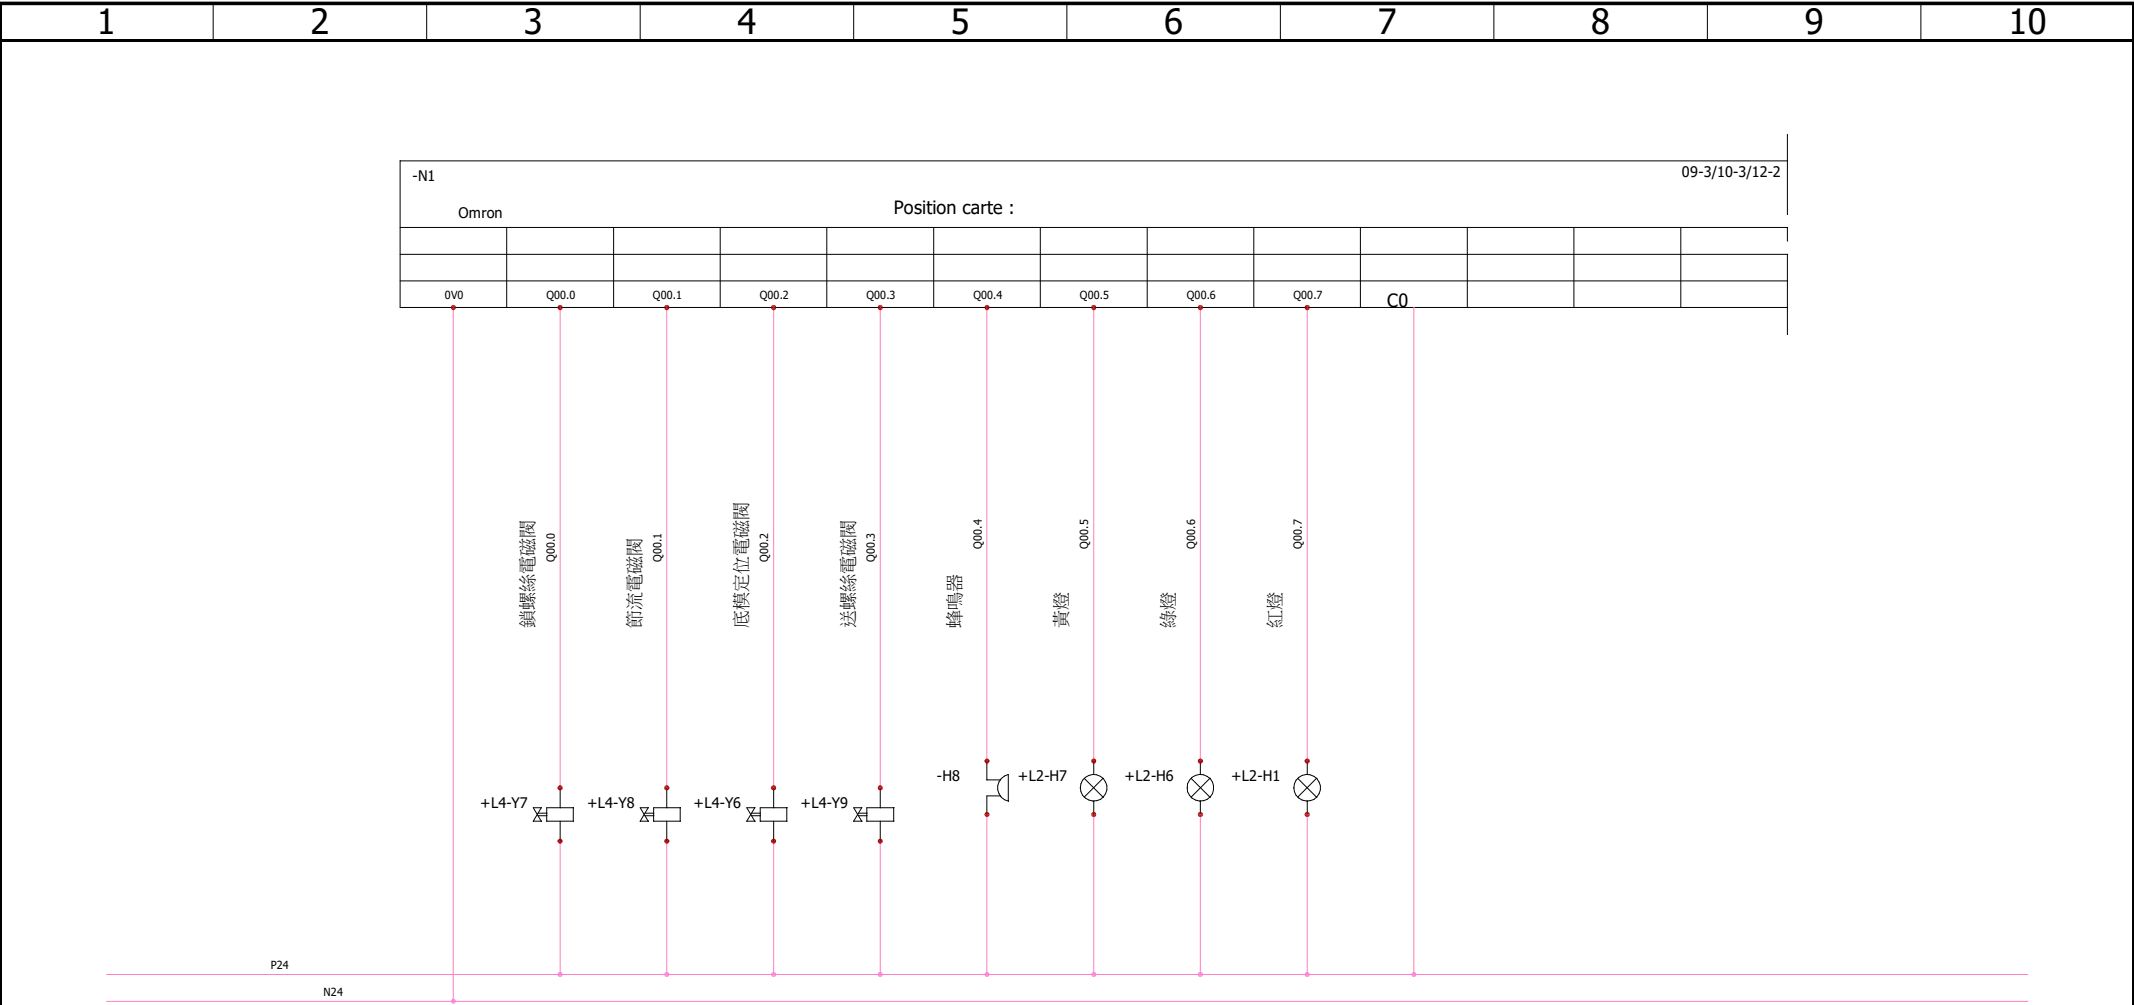 1 2 3 4 5 6 7 8 9 10
-N1
09-3/10-3/12-2
Omron
Position carte :
0V0 Q00.0 Q00.1 Q00.2 Q00.3 Q00.4 Q00.5 Q00.6 Q00.7 C0
鎖螺絲電磁閥
Q00.0
節流電磁閥
Q00.1
底模定位電磁閥
Q00.2
送螺絲電磁閥
Q00.3
蜂鳴器
Q00.4
黃燈
Q00.5
綠燈
Q00.6
紅燈
Q00.7
+L4-Y7
+L4-Y8
+L4-Y6
+L4-Y9
-H8
+L2-H7
+L2-H6
+L2-H1
P24
N24